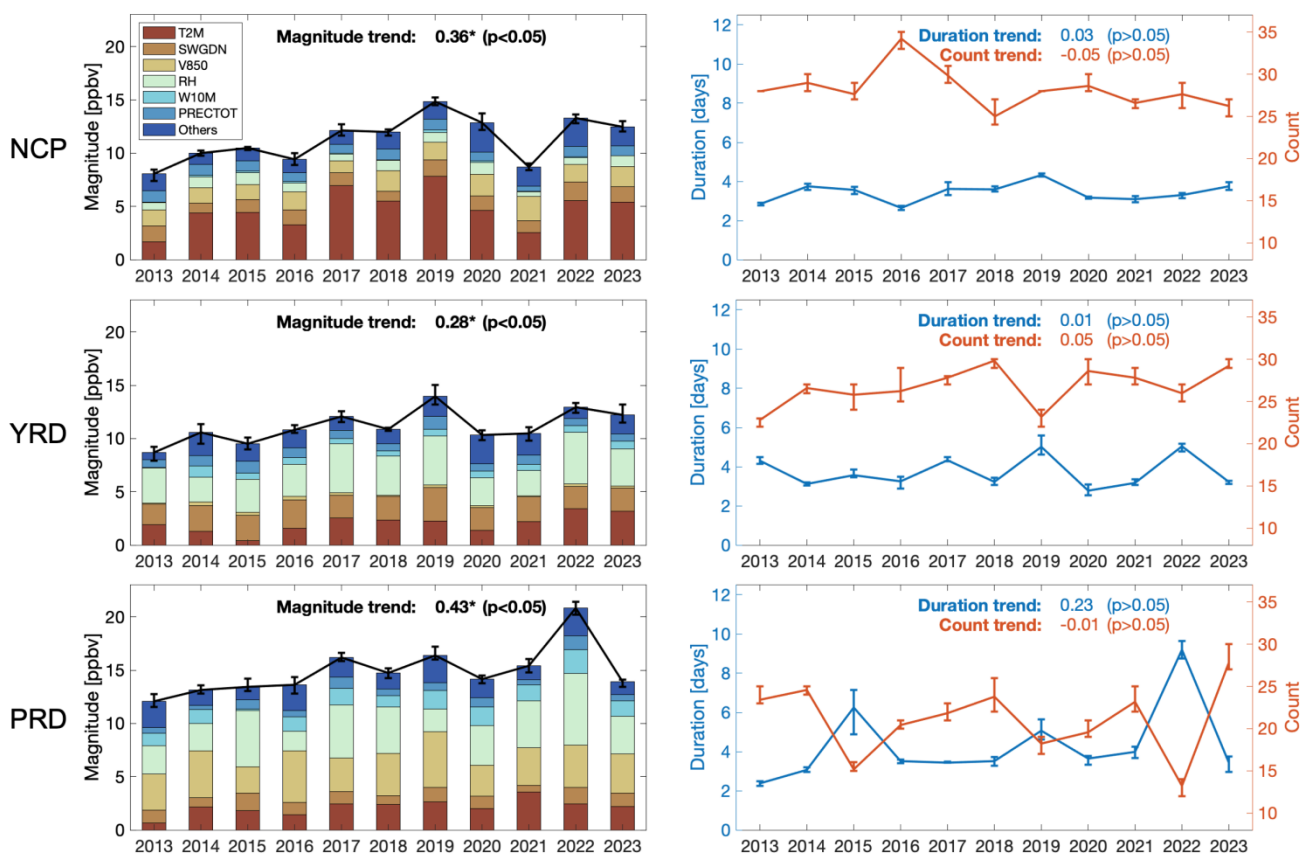 NCP
Magnitude [ppbv]
20
15
10
5
0
T2M
SWGDN
V850
RH
W10M
PRECTOT
Others
Magnitude trend: 0.36* (p<0.05)
2013 2014 2015 2016 2017 2018 2019 2020 2021 2022 2023
Duration [days]
12
10
8
6
4
2
0
Duration trend: 0.03 (p>0.05)
Count trend: -0.05 (p>0.05)
35
30
25
20
15
10
Count
2013 2014 2015 2016 2017 2018 2019 2020 2021 2022 2023
YRD
Magnitude [ppbv]
20
15
10
5
0
Magnitude trend: 0.28* (p<0.05)
2013 2014 2015 2016 2017 2018 2019 2020 2021 2022 2023
Duration [days]
12
10
8
6
4
2
0
Duration trend: 0.01 (p>0.05)
Count trend: 0.05 (p>0.05)
35
30
25
20
15
10
Count
2013 2014 2015 2016 2017 2018 2019 2020 2021 2022 2023
PRD
Magnitude [ppbv]
20
15
10
5
0
Magnitude trend: 0.43* (p<0.05)
2013 2014 2015 2016 2017 2018 2019 2020 2021 2022 2023
Duration [days]
12
10
8
6
4
2
0
Duration trend: 0.23 (p>0.05)
Count trend: -0.01 (p>0.05)
35
30
25
20
15
10
Count
2013 2014 2015 2016 2017 2018 2019 2020 2021 2022 2023